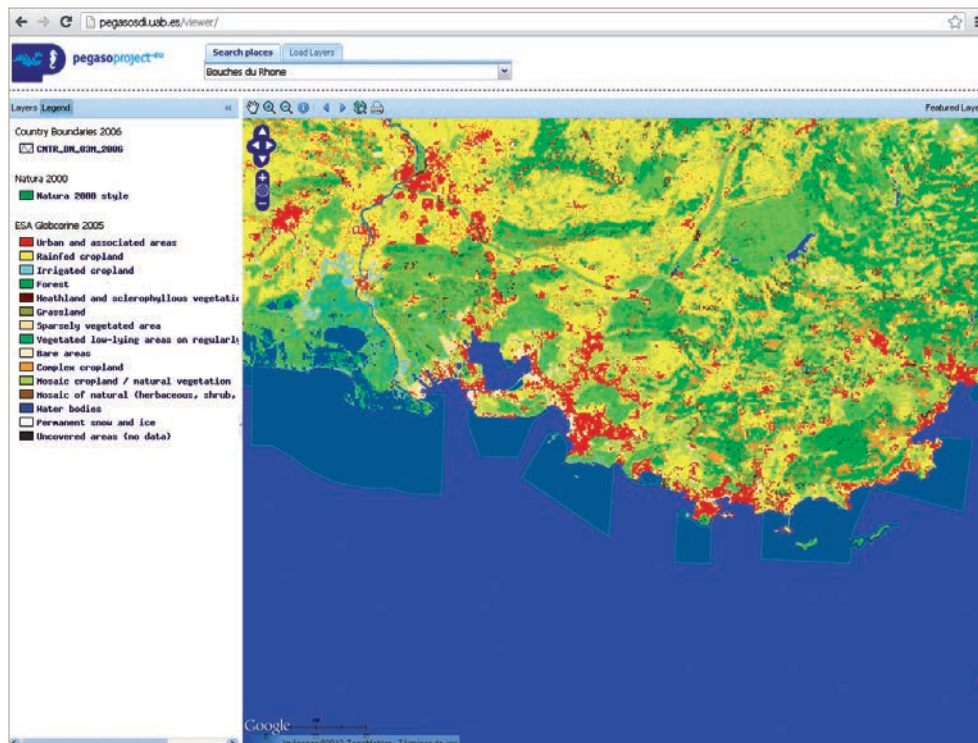 pegasosdi.uab.es/viewer/
pegasoproject-eu
Search places
Load Layers
Bouches du Rhone
Layers Legend
Featured Laye
Country Boundaries 2006
CNTR_BN_03M_2006
Natura 2000
Natura 2000 style
ESA Globcorine 2005
Urban and associated areas
Rainfed cropland
Irrigated cropland
Forest
Heathland and sclerophyllous vegetatio
Grassland
Sparsely vegetated area
Vegetated low-lying areas on regularly
Bare areas
Complex cropland
Mosaic cropland / natural vegetation
Mosaic of natural (herbaceous, shrub,
Water bodies
Permanent snow and ice
Uncovered areas (no data)
Google